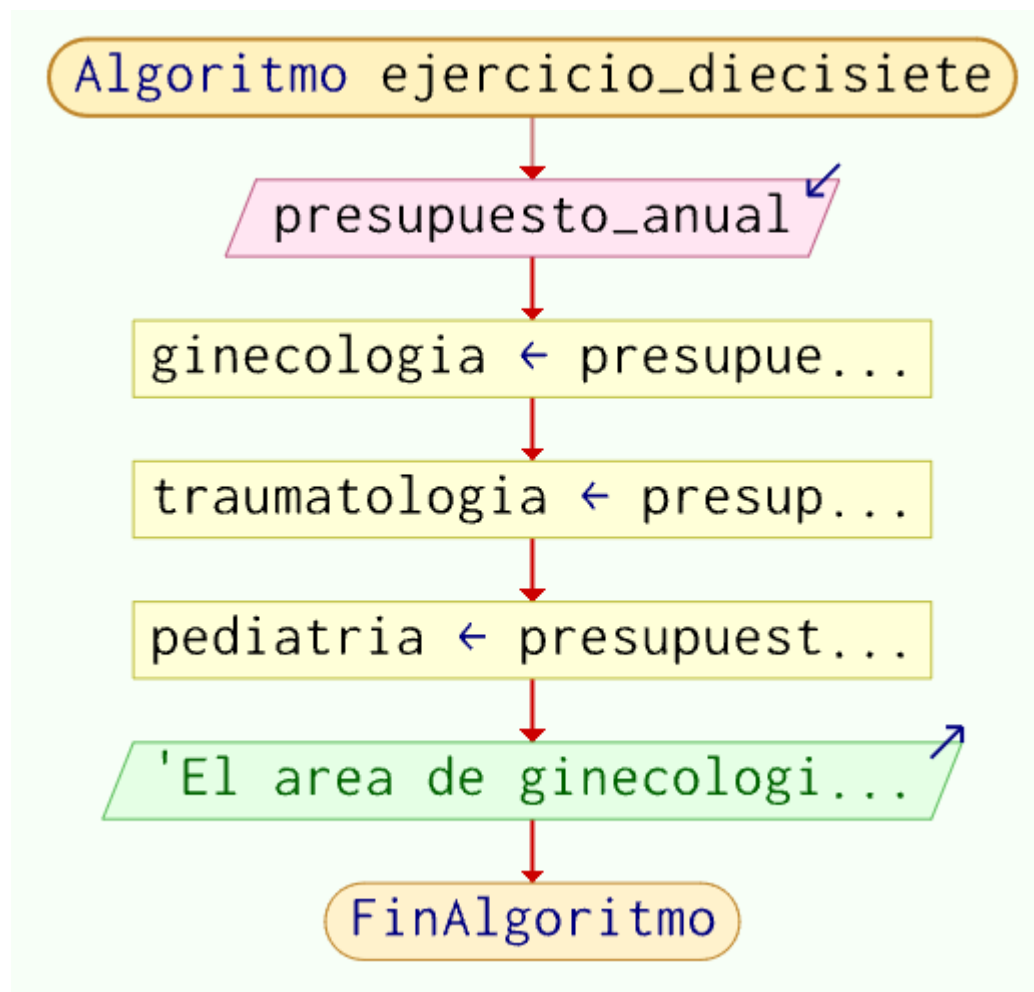 Algoritmo ejercicio_diecisiete
presupuesto_anual
ginecologia ← presupue...
traumatologia ← presup...
pediatria ← presupuest...
'El area de ginecologi...
FinAlgoritmo